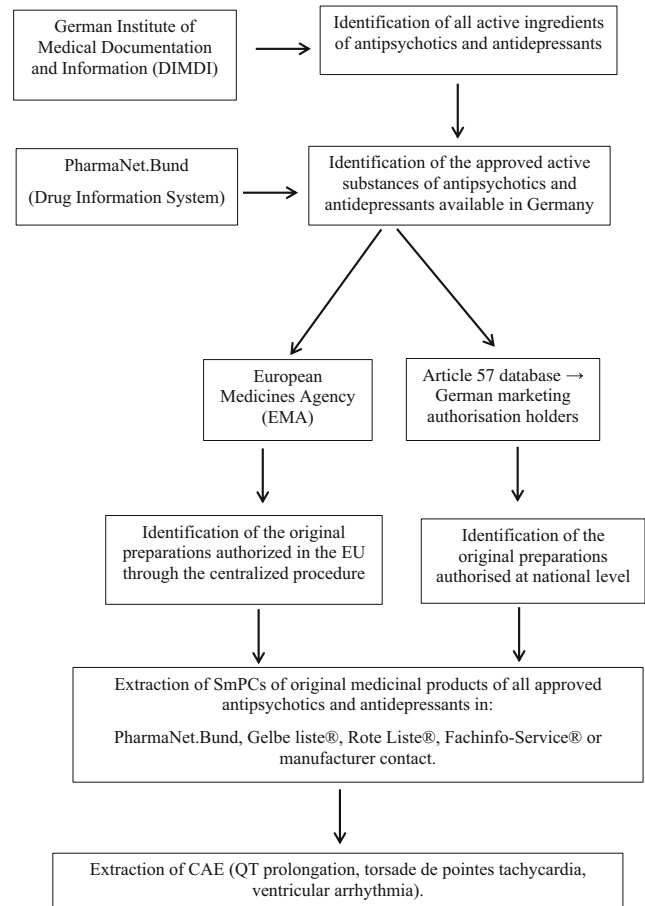 German Institute of
Medical Documentation
and Information (DIMDI)
Identification of all active ingredients
of antipsychotics and antidepressants
PharmaNet.Bund
(Drug Information System)
Identification of the approved active
substances of antipsychotics and
antidepressants available in Germany
European
Medicines Agency
(EMA)
Article 57 database →
German marketing
authorisation holders
Identification of the original
preparations authorized in the EU
through the centralized procedure
Identification of the
original preparations
authorised at national level
Extraction of SmPCs of original medicinal products of all approved
antipsychotics and antidepressants in:
PharmaNet.Bund, Gelbe liste®, Rote Liste®, Fachinfo-Service® or
manufacturer contact.
Extraction of CAE (QT prolongation, torsade de pointes tachycardia,
ventricular arrhythmia).